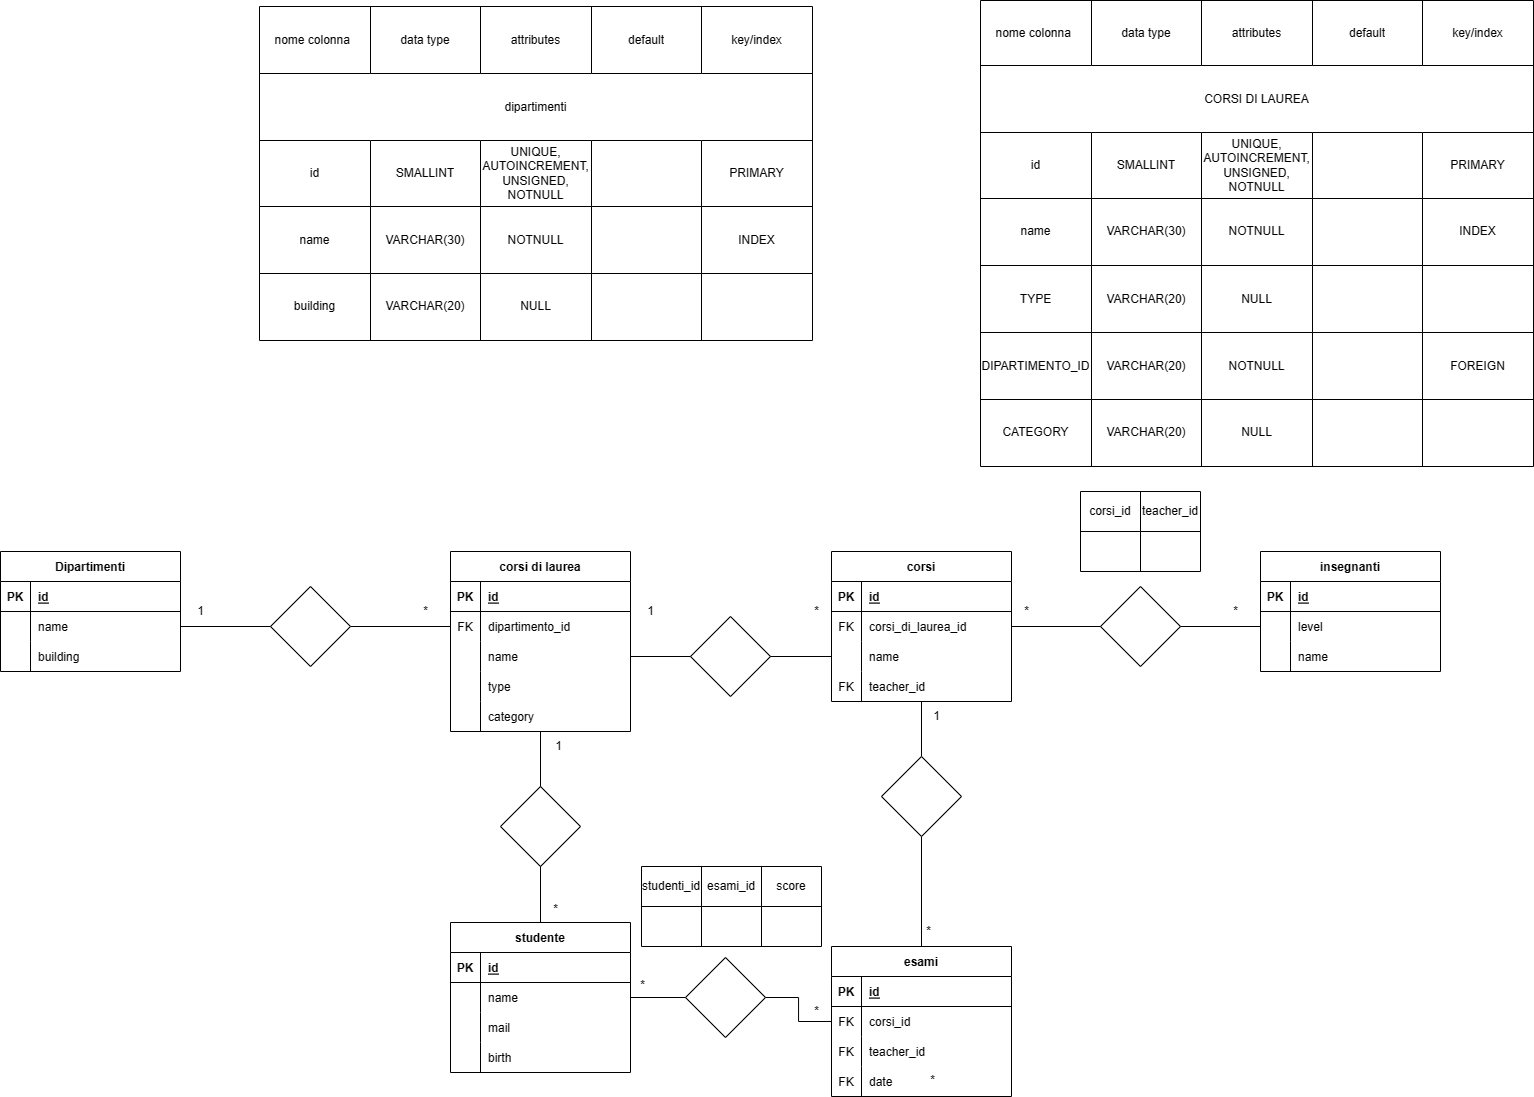 nome colonna data type attributes default key/index
dipartimenti
id SMALLINT UNIQUE, AUTOINCREMENT, UNSIGNED, NOTNULL PRIMARY
name VARCHAR(30) NOTNULL INDEX
building VARCHAR(20) NULL
nome colonna data type attributes default key/index
CORSI DI LAUREA
id SMALLINT UNIQUE, AUTOINCREMENT, UNSIGNED, NOTNULL PRIMARY
name VARCHAR(30) NOTNULL INDEX
TYPE VARCHAR(20) NULL
DIPARTIMENTO_ID VARCHAR(20) NOTNULL FOREIGN
CATEGORY VARCHAR(20) NULL
corsi_id teacher_id
Dipartimenti
PK id
name
building
1 *
corsi di laurea
PK id
FK dipartimento_id
name
type
category
1 *
corsi
PK id
FK corsi_di_laurea_id
name
FK teacher_id
* *
insegnanti
PK id
level
name
1
*
1
*
studenti_id esami_id score
studente
PK id
name
mail
birth
* *
esami
PK id
FK corsi_id
FK teacher_id
FK date *